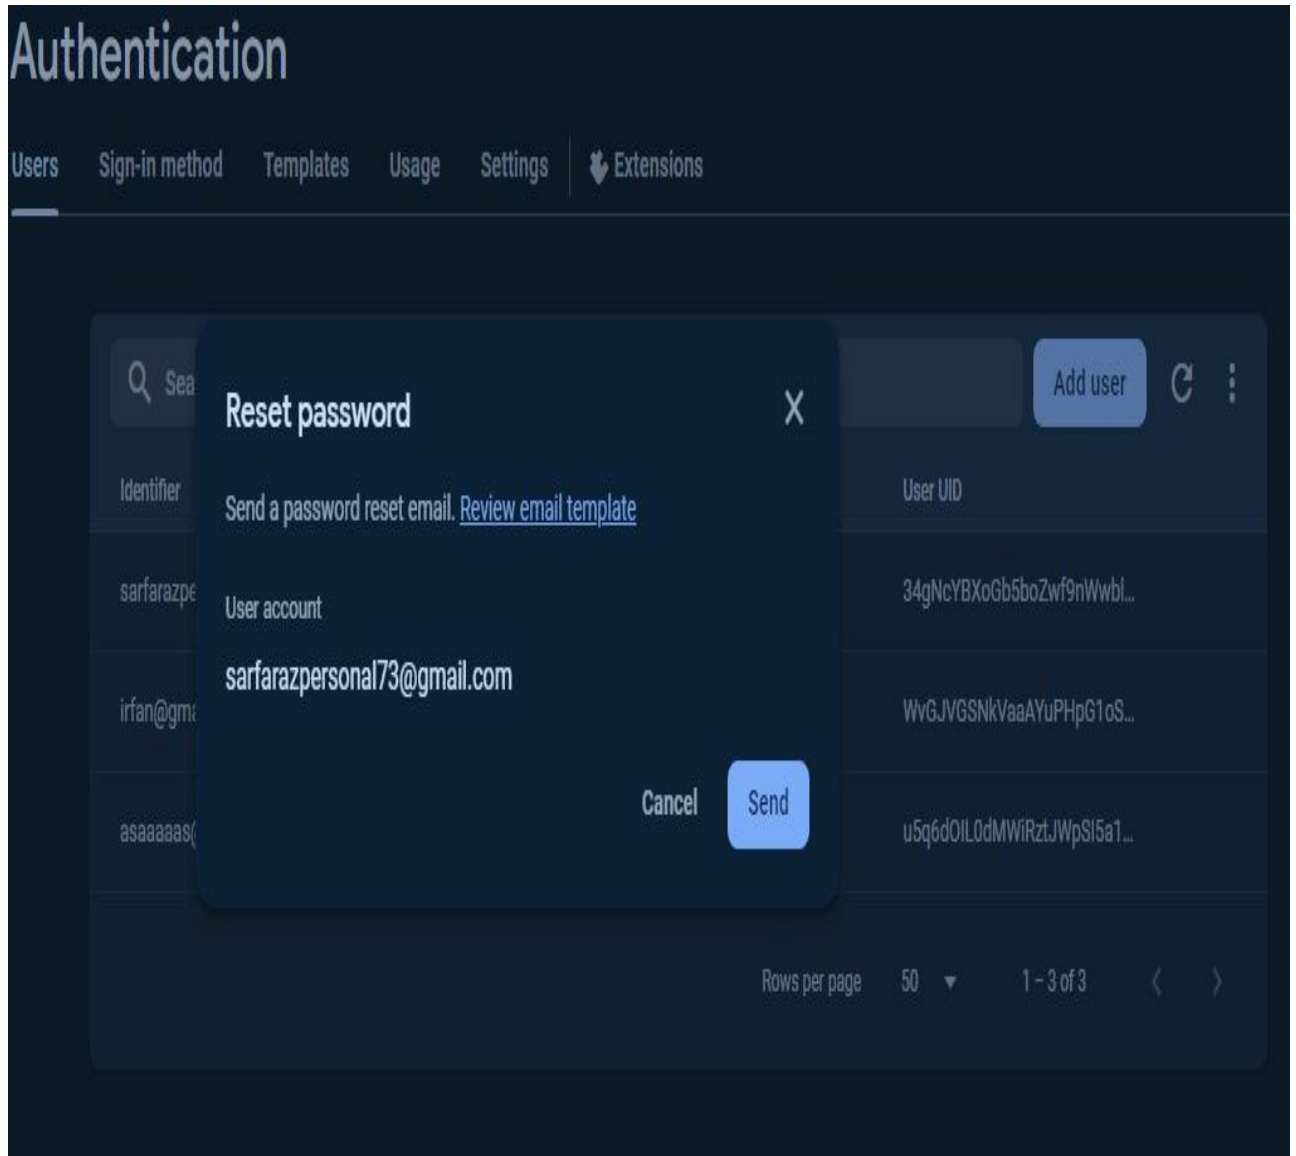 Authentication
Users Sign-in method Templates Usage Settings Extensions
Sea Add user
Reset password
Identifier User UID
Send a password reset email. Review email template
sarfarazpe 34gNcYBXoGb5boZwf9nWwbl...
User account
sarfarazpersonal73@gmail.com
irfan@gma WvGJVGSNkVaaAYuPHpG1oS...
Cancel Send
asaaaaas( u5q6dOIL0dMWiRztJWpSI5a1...
Rows per page 50 1 – 3 of 3